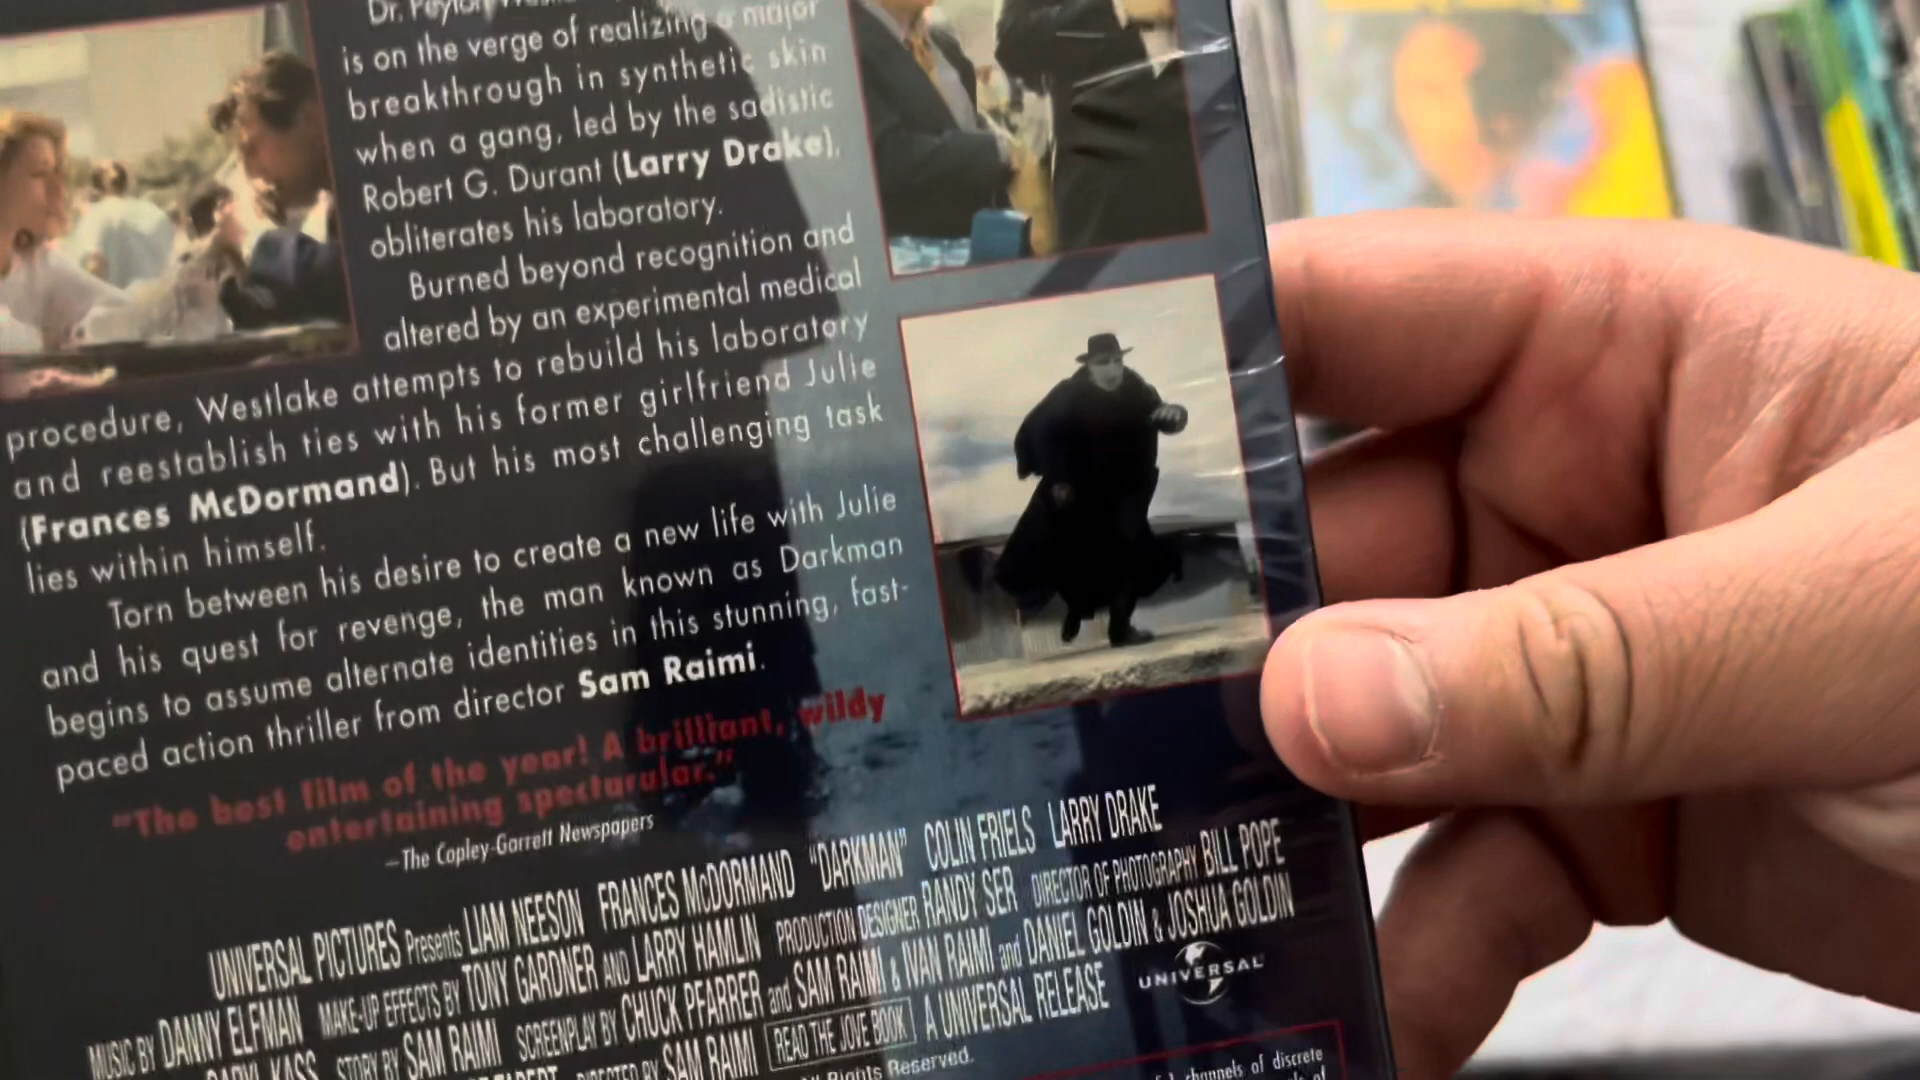 Dr. Peyton
is on the verge of realizing a major
breakthrough in synthetic skin
when a gang, led by the sadistic
Robert G. Durant (Larry Drake),
obliterates his laboratory.
Burned beyond recognition and
altered by an experimental medical
procedure, Westlake attempts to rebuild his laboratory
and reestablish ties with his former girlfriend Julie
(Frances McDormand). But his most challenging task
lies within himself.
Torn between his desire to create a new life with Julie
and his quest for revenge, the man known as Darkman
begins to assume alternate identities in this stunning, fast-
paced action thriller from director Sam Raimi.
"The best film of the year! A brilliant, wildy
entertaining spectacular."
–The Copley-Garrett Newspapers
UNIVERSAL PICTURES Presents LIAM NEESON FRANCES McDORMAND "DARKMAN" COLIN FRIELS LARRY DRAKE
MUSIC BY DANNY ELFMAN MAKE-UP EFFECTS BY TONY GARDNER AND LARRY HAMLIN PRODUCTION DESIGNER RANDY SER DIRECTOR OF PHOTOGRAPHY BILL POPE
DARYL KASS STORY BY SAM RAIMI SCREENPLAY BY CHUCK PFARRER and SAM RAIMI & IVAN RAIMI and DANIEL GOLDIN & JOSHUA GOLDIN
DIRECTED BY SAM RAIMI READ THE JOVE BOOK A UNIVERSAL RELEASE UNIVERSAL
Rights Reserved.
channels of discrete
of